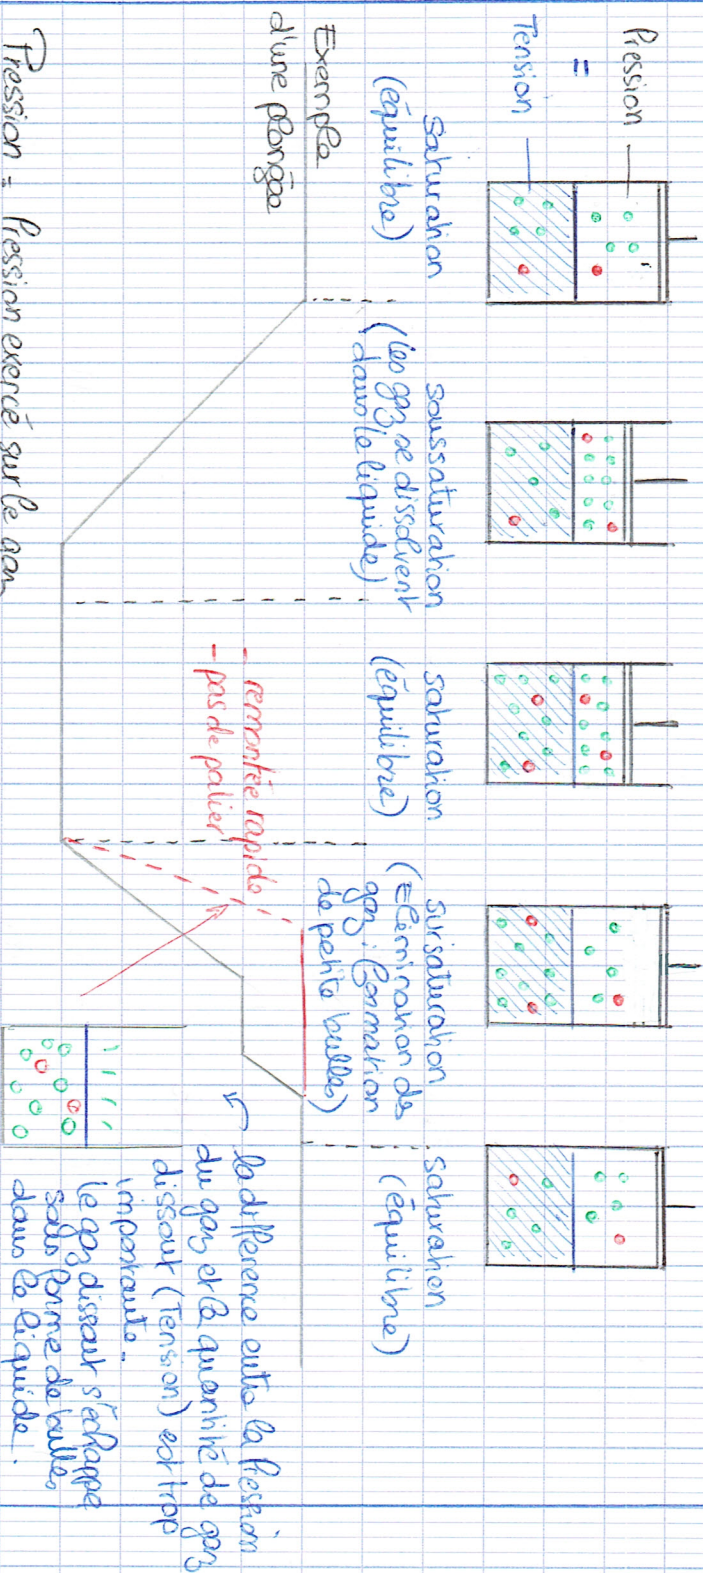 Pression
=
Tension
saturation
(équilibre)
soussaturation
(les gaz se dissolvent
dans le liquide)
saturation
(équilibre)
sursaturation
(Elimination des
gaz : formation
de petite bulles)
saturation
(équilibre)
Exemple
d'une plongée
- remontée rapide
- pas de palier
la difference entre la Pression
du gaz et la quantité de gaz
dissout (Tension) est trop
importante.
le gaz dissout s'échappe
sous forme de bulles
dans le liquide.
Pression = Pression exercé sur le gaz